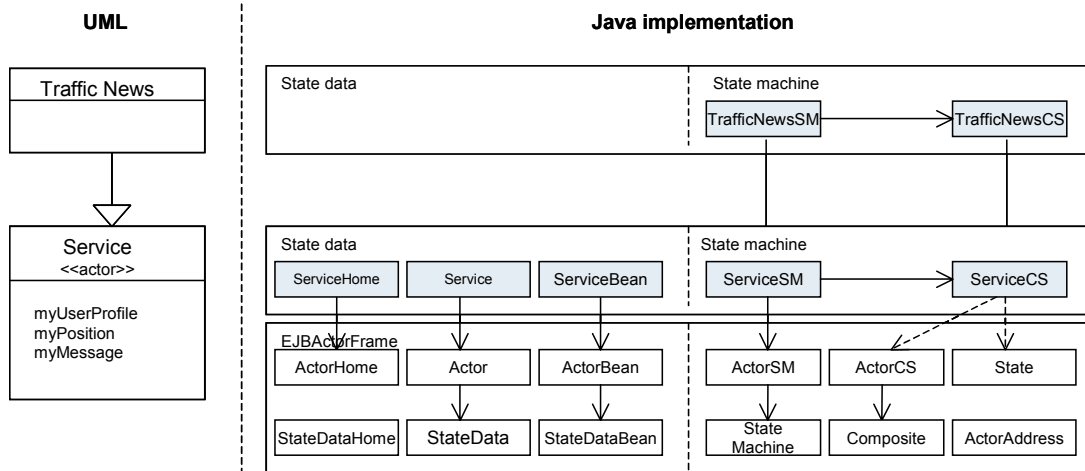 UML
Java implementation
Traffic News
State data
State machine
TrafficNewsSM
TrafficNewsCS
Service
<<actor>>
myUserProfile
myPosition
myMessage
State data
State machine
ServiceHome
Service
ServiceBean
ServiceSM
ServiceCS
EJBActorFrame
ActorHome
Actor
ActorBean
ActorSM
ActorCS
State
StateDataHome
StateData
StateDataBean
State
Machine
Composite
ActorAddress